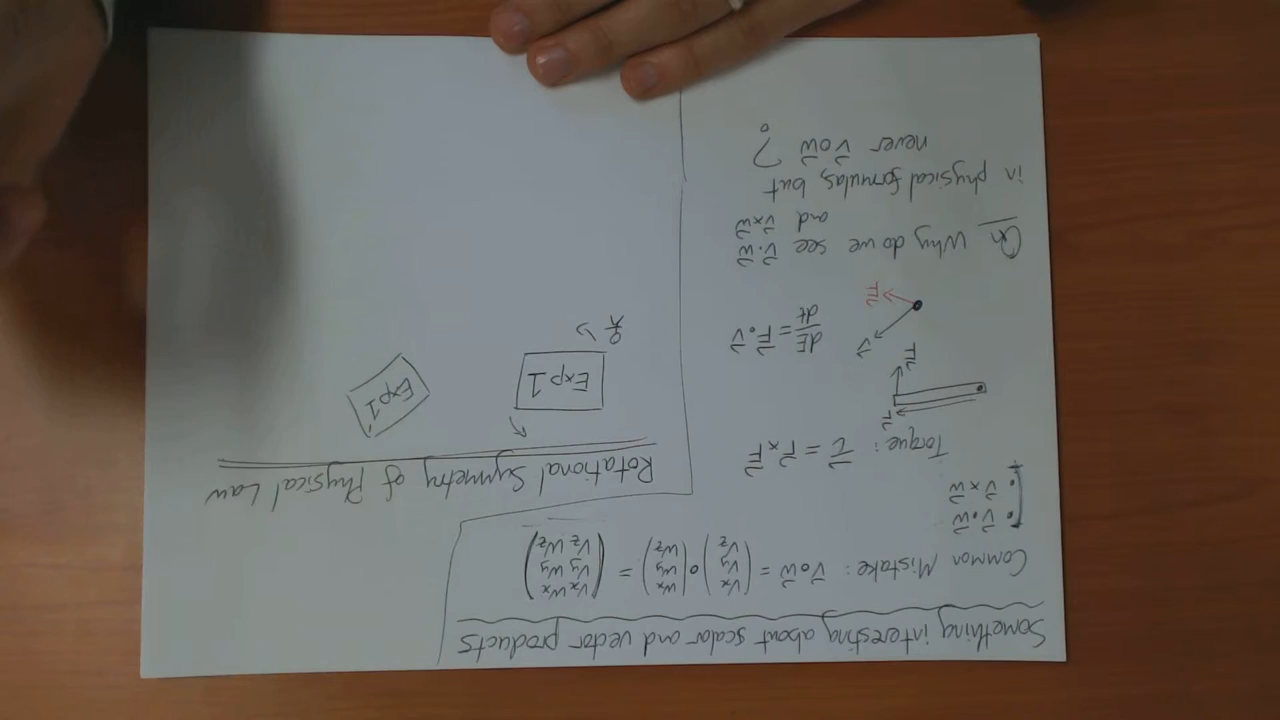 Something interesting about scalar and vector products
Common Mistake: v⃗∘w⃗ = (vx vy vz)∘(wx wy wz) = (vx wx vy wy vz wz)
• v⃗·w⃗
• v⃗×w⃗
Torque: τ⃗ = r⃗×F⃗
r⃗
F⃗
v⃗
F⃗
dE/dt = F⃗·v⃗
Qn Why do we see v⃗·w⃗
and v⃗×w⃗
in physical formulas, but
never v⃗∘w⃗ ?
Rotational Symmetry of Physical Law
Exp 1
Exp 1